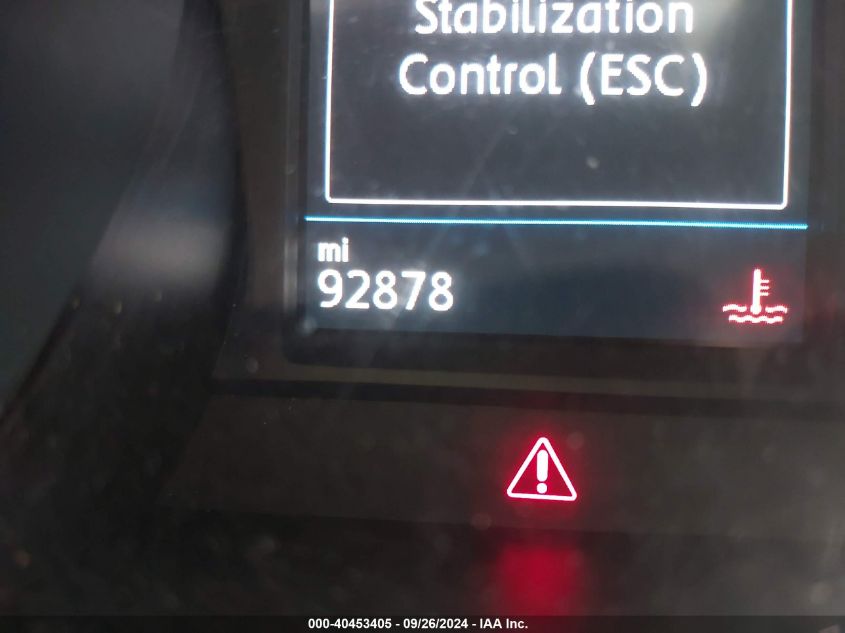 Stabilization
Control (ESC)
mi
92878
000-40453405 - 09/26/2024 - IAA Inc.